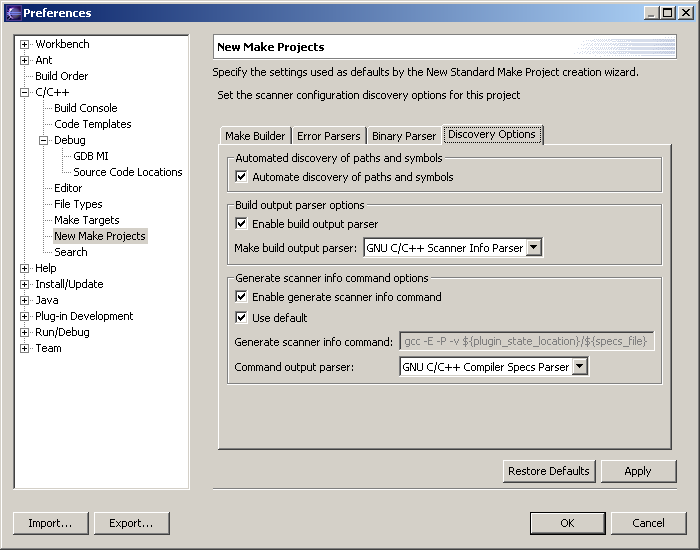 Preferences
Workbench
Ant
Build Order
C/C++
Build Console
Code Templates
Debug
GDB MI
Source Code Locations
Editor
File Types
Make Targets
New Make Projects
Search
Help
Install/Update
Java
Plug-in Development
Run/Debug
Team
New Make Projects
Specify the settings used as defaults by the New Standard Make Project creation wizard.
Set the scanner configuration discovery options for this project
Make Builder Error Parsers Binary Parser Discovery Options
Automated discovery of paths and symbols
Automate discovery of paths and symbols
Build output parser options
Enable build output parser
Make build output parser: GNU C/C++ Scanner Info Parser
Generate scanner info command options
Enable generate scanner info command
Use default
Generate scanner info command: gcc -E -P -v ${plugin_state_location}/${specs_file}
Command output parser: GNU C/C++ Compiler Specs Parser
Restore Defaults Apply
Import... Export... OK Cancel